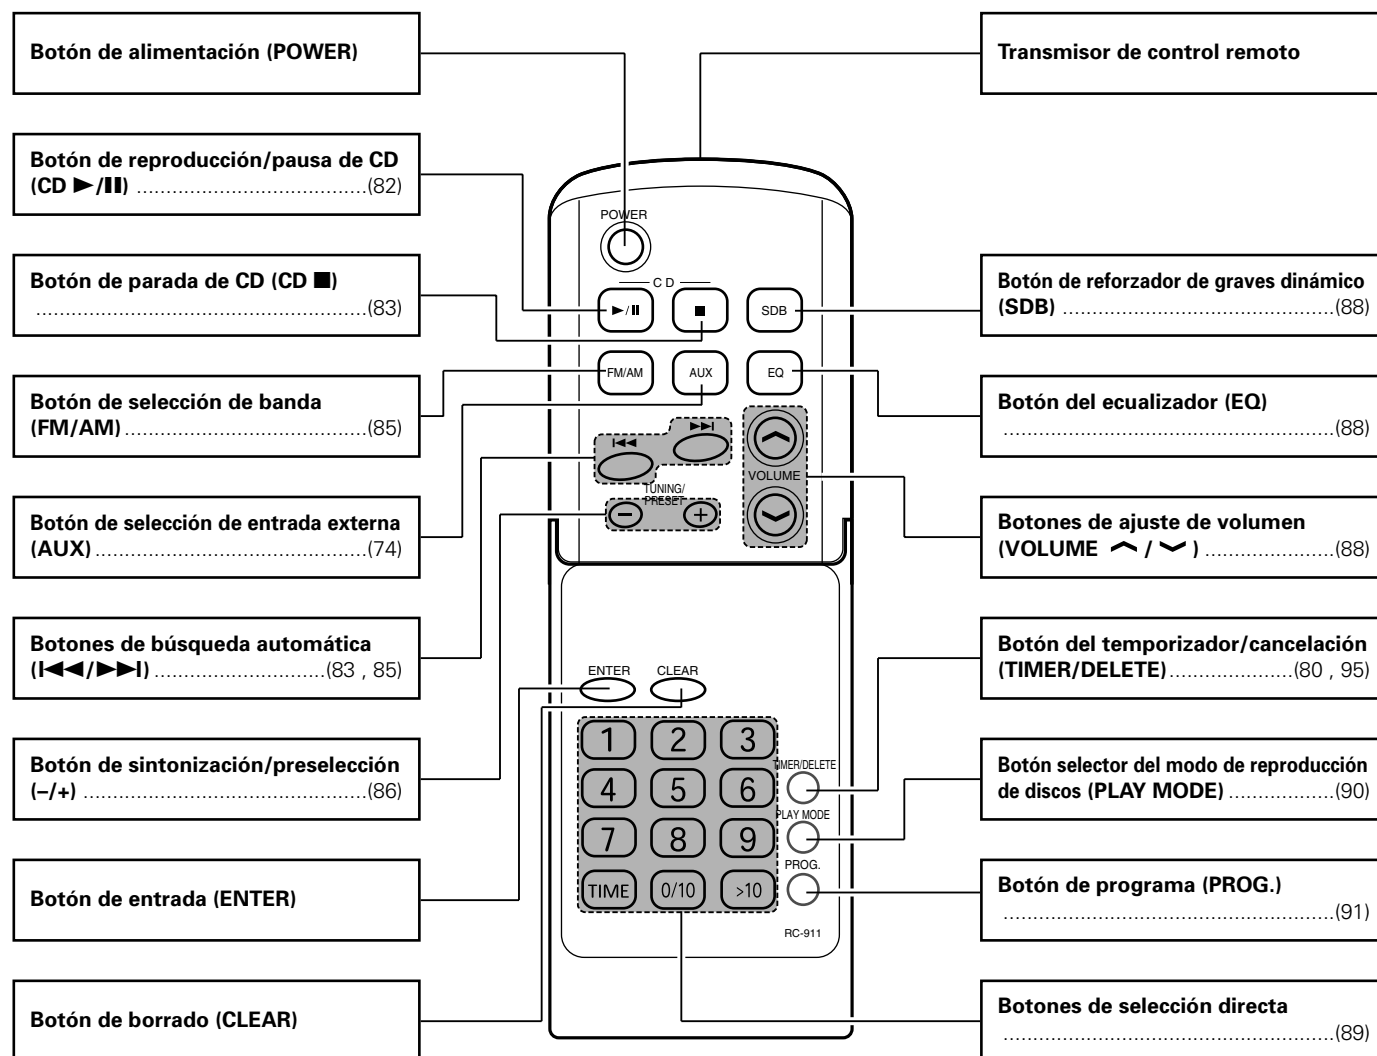 Botón de alimentación (POWER)
Botón de reproducción/pausa de CD
(CD ►/II) ......................................(82)
Botón de parada de CD (CD ■)
......................................................(83)
Botón de selección de banda
(FM/AM)........................................(85)
Botón de selección de entrada externa
(AUX).............................................(74)
Botones de búsqueda automática
(I◄◄/►►I) ............................(83 , 85)
Botón de sintonización/preselección
(–/+) ...............................................(86)
Botón de entrada (ENTER)
Botón de borrado (CLEAR)
POWER
CD
►/II
■
SDB
FM/AM
AUX
EQ
I◄◄
►►I
VOLUME
TUNING/
PRESET
–
+
ENTER
CLEAR
1
2
3
TIMER/DELETE
4
5
6
PLAY MODE
7
8
9
PROG.
TIME
0/10
>10
RC-911
Transmisor de control remoto
Botón de reforzador de graves dinámico
(SDB) .............................................(88)
Botón del ecualizador (EQ)
.......................................................(88)
Botones de ajuste de volumen
(VOLUME ︿ / ﹀ ) .....................(88)
Botón del temporizador/cancelación
(TIMER/DELETE)....................(80 , 95)
Botón selector del modo de reproducción
de discos (PLAY MODE) .................(90)
Botón de programa (PROG.)
.......................................................(91)
Botones de selección directa
.......................................................(89)